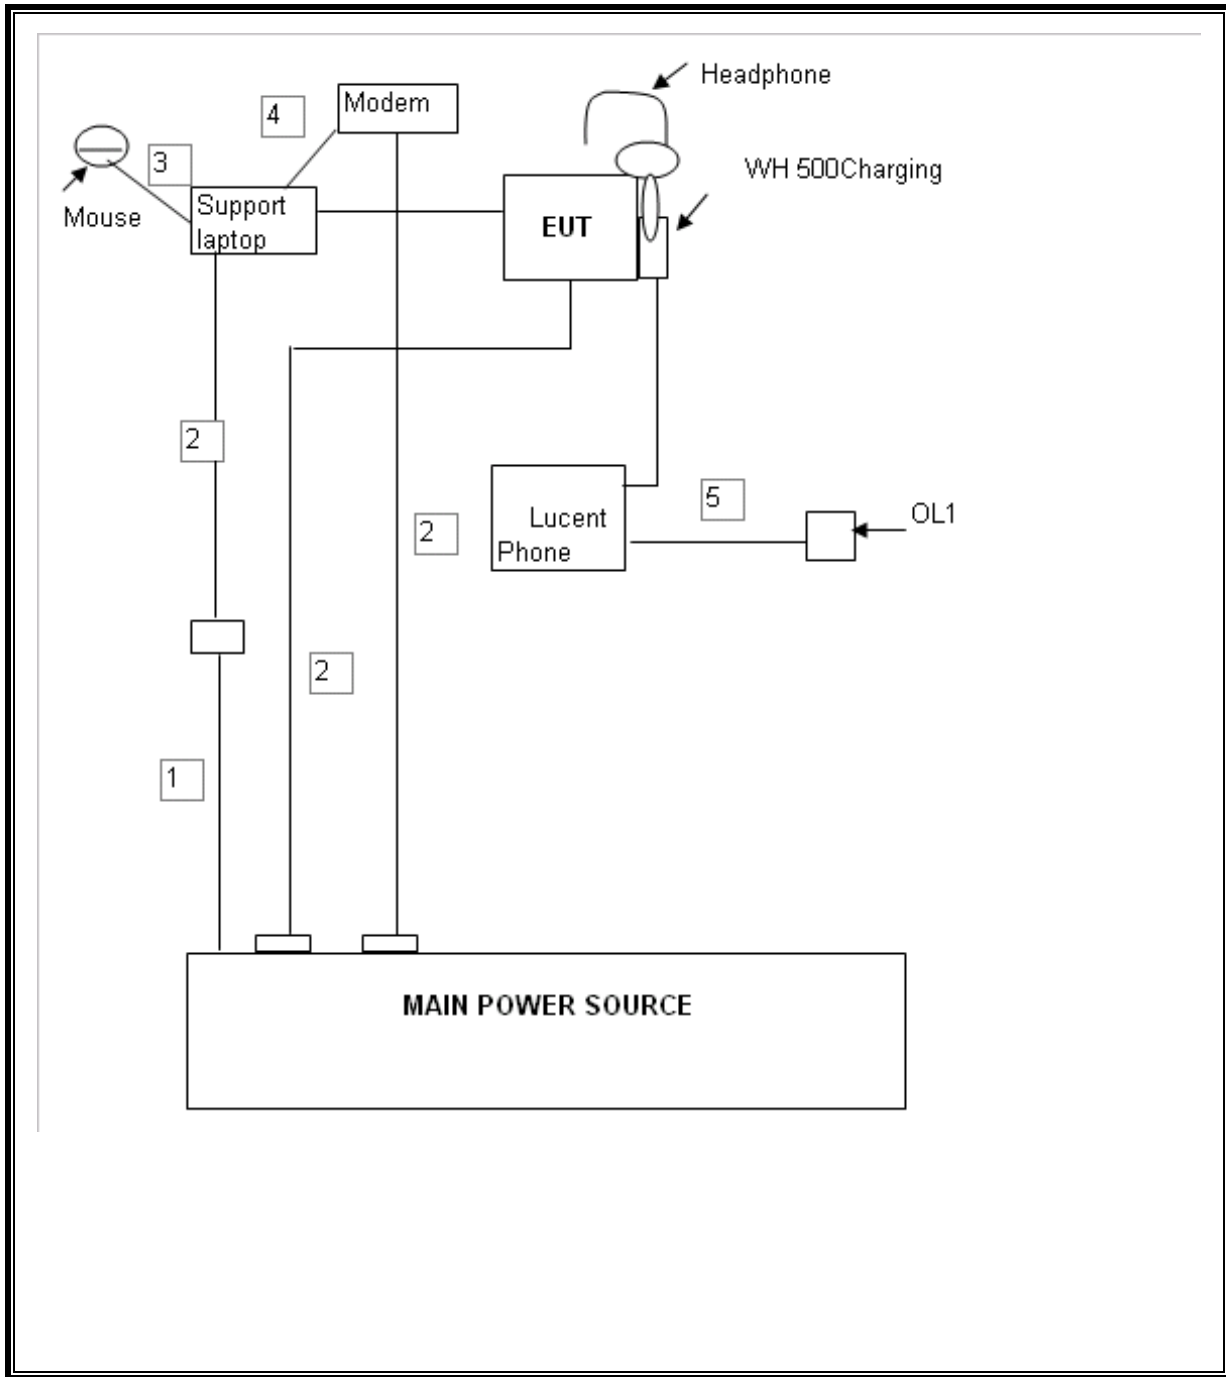 Headphone
4
Modem
3
WH 500Charging
Mouse
Support
laptop
EUT
2
5
OL1
2
Lucent
Phone
2
1
MAIN POWER SOURCE